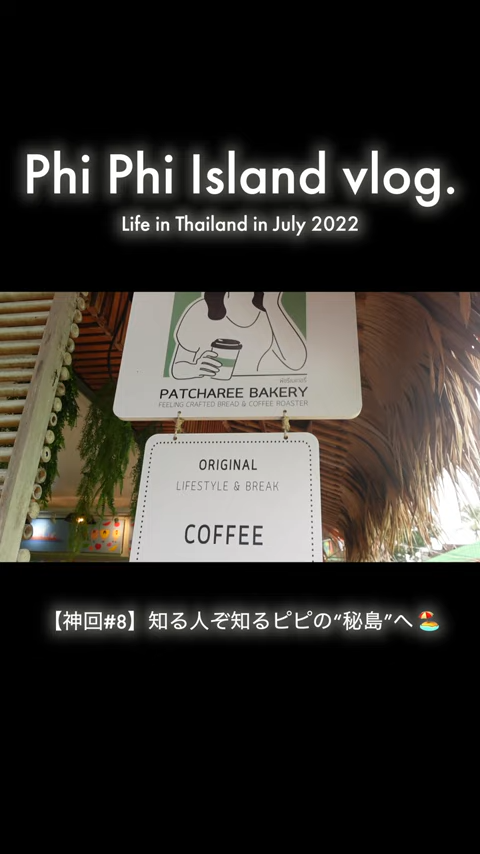 Phi Phi Island vlog.
Life in Thailand in July 2022
PATCHAREE BAKERY
FEELING CRAFTED BREAD & COFFEE ROASTER
ORIGINAL
LIFESTYLE & BREAK
COFFEE
【神回#8】知る人ぞ知るピピの“秘島”へ🏖️